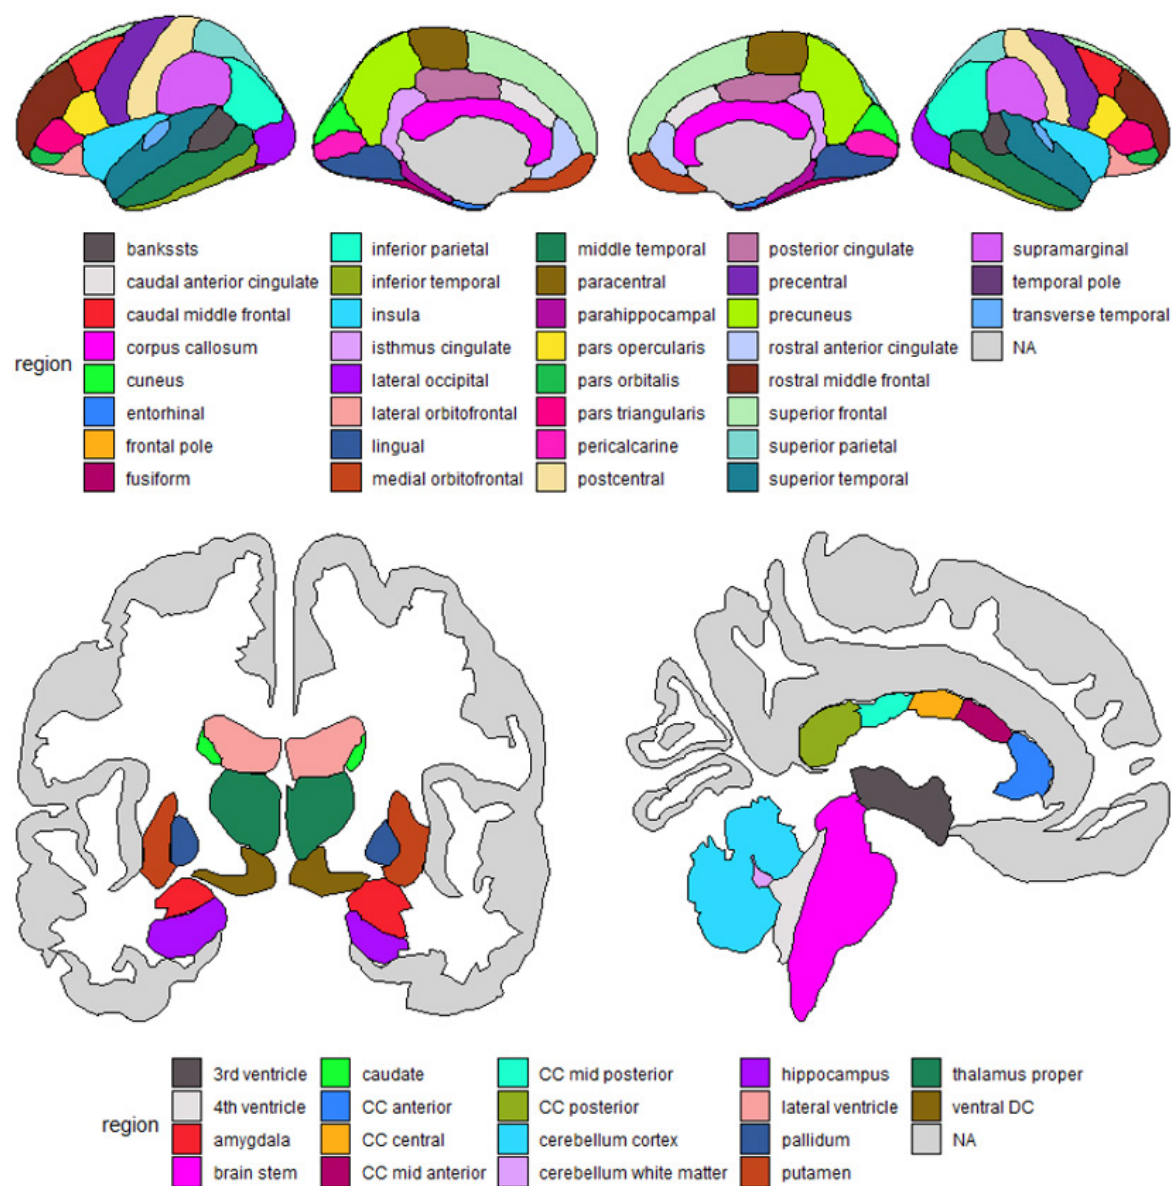 bankssts inferior parietal middle temporal posterior cingulate supramarginal
caudal anterior cingulate inferior temporal paracentral precentral temporal pole
caudal middle frontal insula parahippocampal precuneus transverse temporal
region corpus callosum isthmus cingulate pars opercularis rostral anterior cingulate NA
cuneus lateral occipital pars orbitalis rostral middle frontal
entorhinal lateral orbitofrontal pars triangularis superior frontal
frontal pole lingual pericalcarine superior parietal
fusiform medial orbitofrontal postcentral superior temporal
3rd ventricle caudate CC mid posterior hippocampus thalamus proper
4th ventricle CC anterior CC posterior lateral ventricle ventral DC
region amygdala CC central cerebellum cortex pallidum NA
brain stem CC mid anterior cerebellum white matter putamen